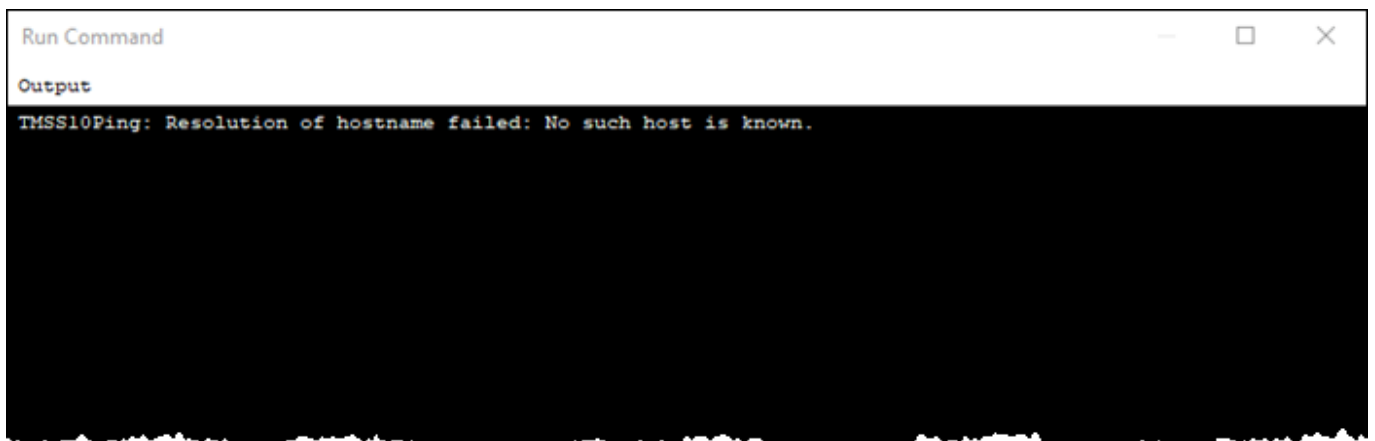 Run Command
Output
TMSS10Ping: Resolution of hostname failed: No such host is known.